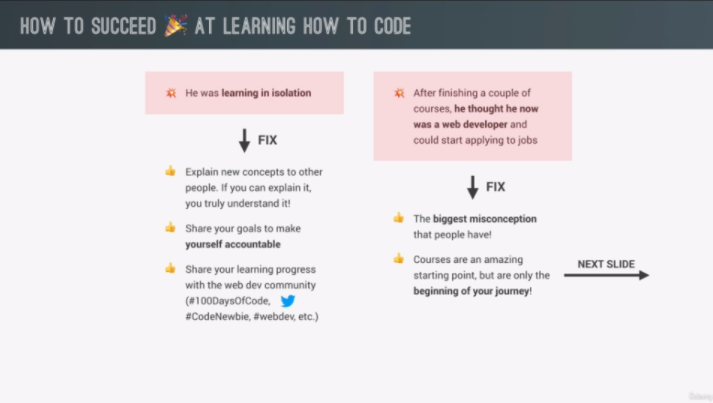 HOW TO SUCCEED 🎉 AT LEARNING HOW TO CODE
💥 He was learning in isolation
FIX
👍 Explain new concepts to other
people. If you can explain it,
you truly understand it!
👍 Share your goals to make
yourself accountable
👍 Share your learning progress
with the web dev community
(#100DaysOfCode,
#CodeNewbie, #webdev, etc.)
💥 After finishing a couple of
courses, he thought he now
was a web developer and
could start applying to jobs
FIX
👍 The biggest misconception
that people have!
👍 Courses are an amazing
starting point, but are only the
beginning of your journey!
NEXT SLIDE
Udemy